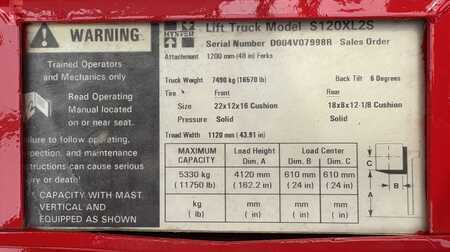 WARNING
Trained Operators
and Mechanics only
Read Operating
Manual located
on or near seat.
ilure to follow operating,
spection, and maintenance
structions can cause serious
ry or death!
CAPACITY WITH MAST
VERTICAL AND
EQUIPPED AS SHOWN
HYSTER
Lift Truck Model S120XL2S
Serial Number D004V07998R Sales Order
Attachment 1200 mm (48 in) Forks
Truck Weight 7490 kg (16570 lb) Back Tilt 6 Degrees
Tire Front Rear
Size 22x12x16 Cushion 18x8x12-1/8 Cushion
Pressure Solid Solid
Tread Width 1120 mm (43.91 in)
MAXIMUM CAPACITY Load Height Dim. A Load Center Dim. B Dim. C
5330 kg (11750 lb) 4120 mm (162.2 in) 610 mm (24 in) 610 mm (24 in)
kg (lb) mm (in) mm (in) mm (in)
C
A
B